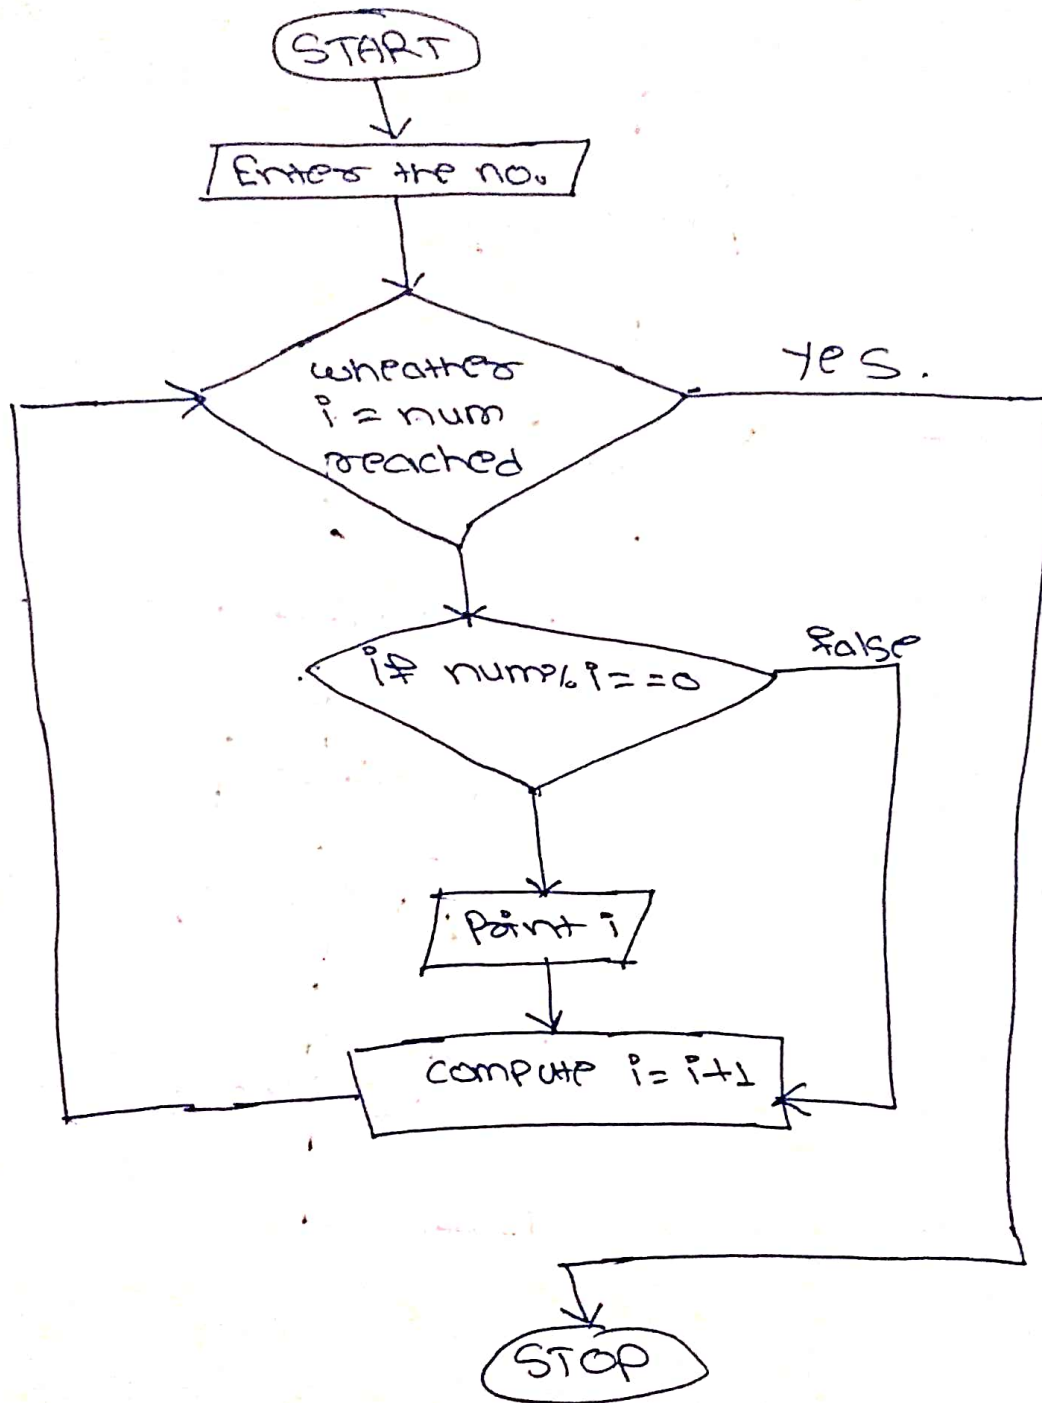 START
Enter the no.
wheather
i = num
reached
yes.
if num%i==0
false
Print i
compute i=i+1
STOP